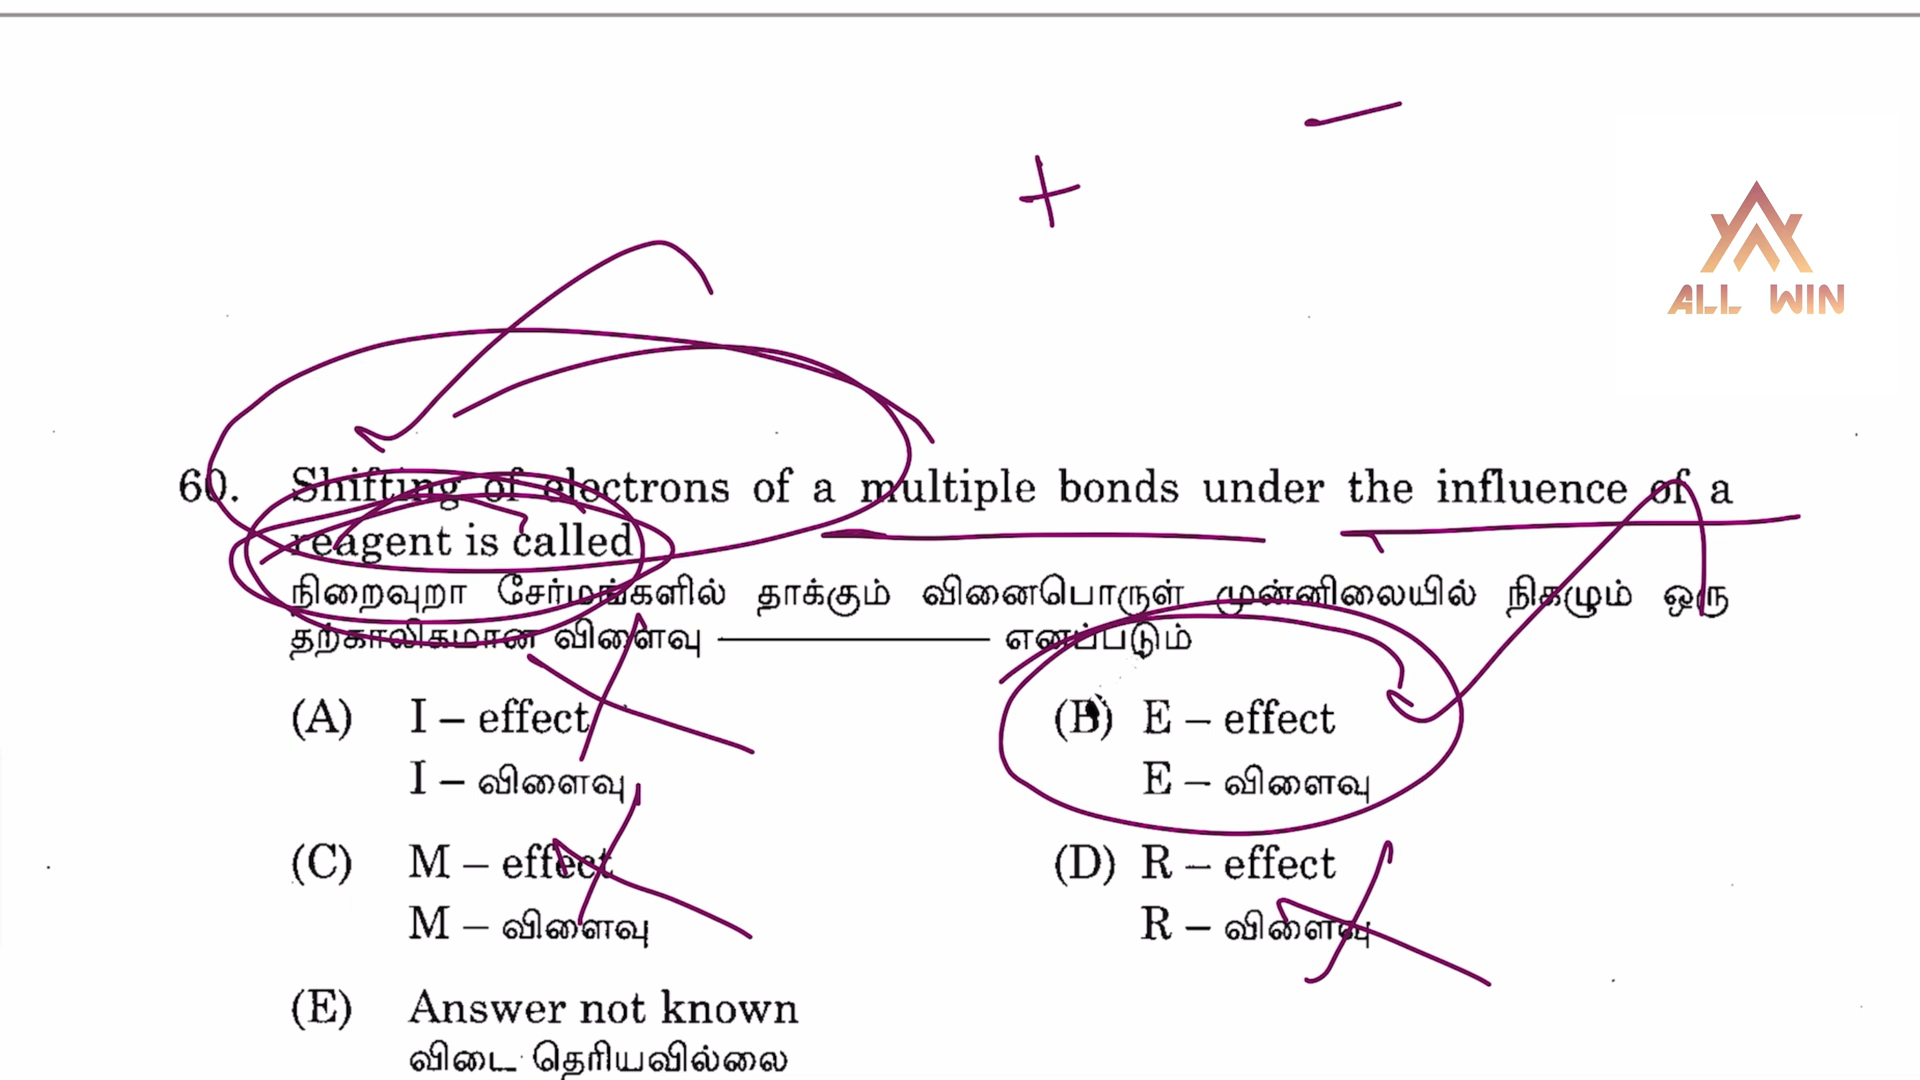 ALL WIN
60. Shifting of electrons of a multiple bonds under the influence of a
reagent is called
நிறைவுறா சேர்மங்களில் தாக்கும் வினைபொருள் முன்னிலையில் நிகழும் ஒரு
தற்காலிகமான விளைவு ——— எனப்படும்
(A) I – effect (B) E – effect
I – விளைவு E – விளைவு
(C) M – effect (D) R – effect
M – விளைவு R – விளைவு
(E) Answer not known
விடை தெரியவில்லை